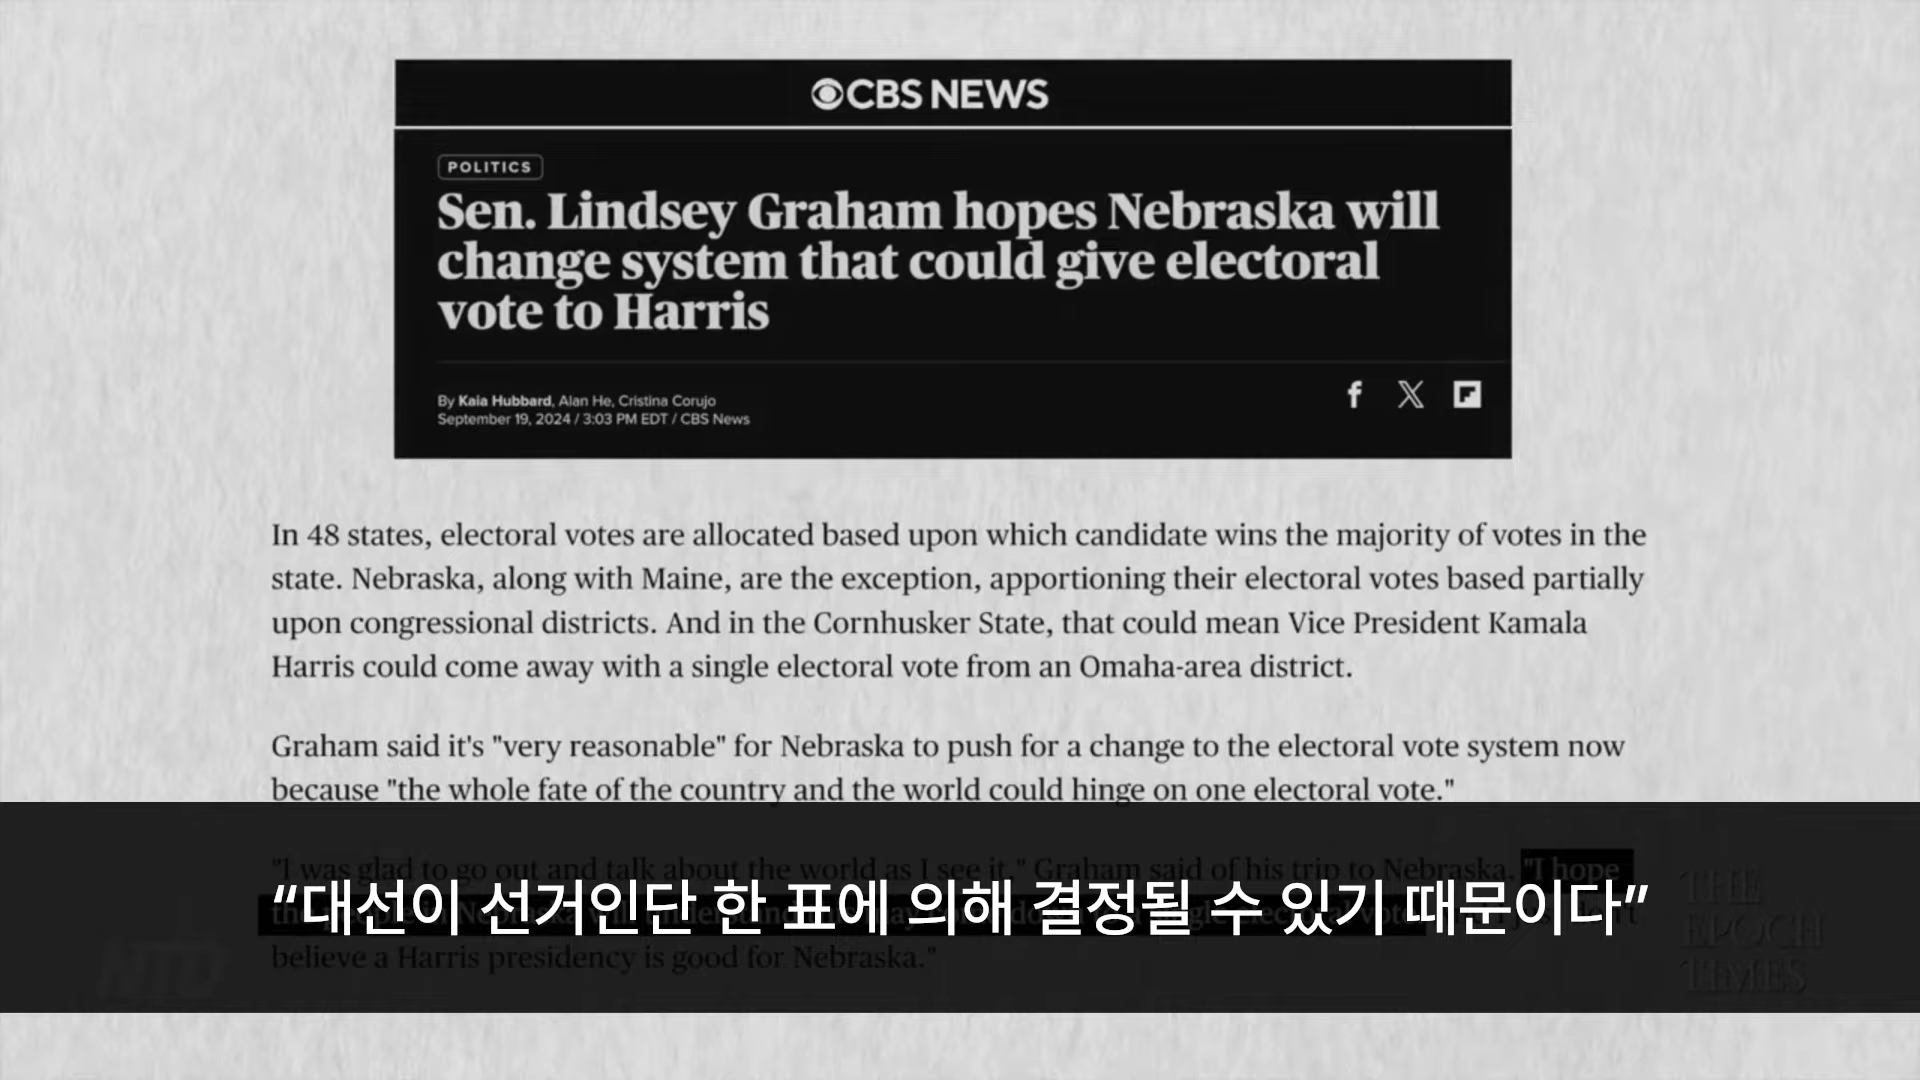 CBS NEWS
POLITICS
Sen. Lindsey Graham hopes Nebraska will
change system that could give electoral
vote to Harris
By Kaia Hubbard, Alan He, Cristina Corujo
September 19, 2024 / 3:03 PM EDT / CBS News
In 48 states, electoral votes are allocated based upon which candidate wins the majority of votes in the
state. Nebraska, along with Maine, are the exception, apportioning their electoral votes based partially
upon congressional districts. And in the Cornhusker State, that could mean Vice President Kamala
Harris could come away with a single electoral vote from an Omaha-area district.
Graham said it's "very reasonable" for Nebraska to push for a change to the electoral vote system now
because "the whole fate of the country and the world could hinge on one electoral vote."
"I was glad to go out and talk about the world as I see it," Graham said of his trip to Nebraska. "I hope
“대선이 선거인단 한 표에 의해 결정될 수 있기 때문이다”
believe a Harris presidency is good for Nebraska."
NTD
THE
EPOCH
TIMES